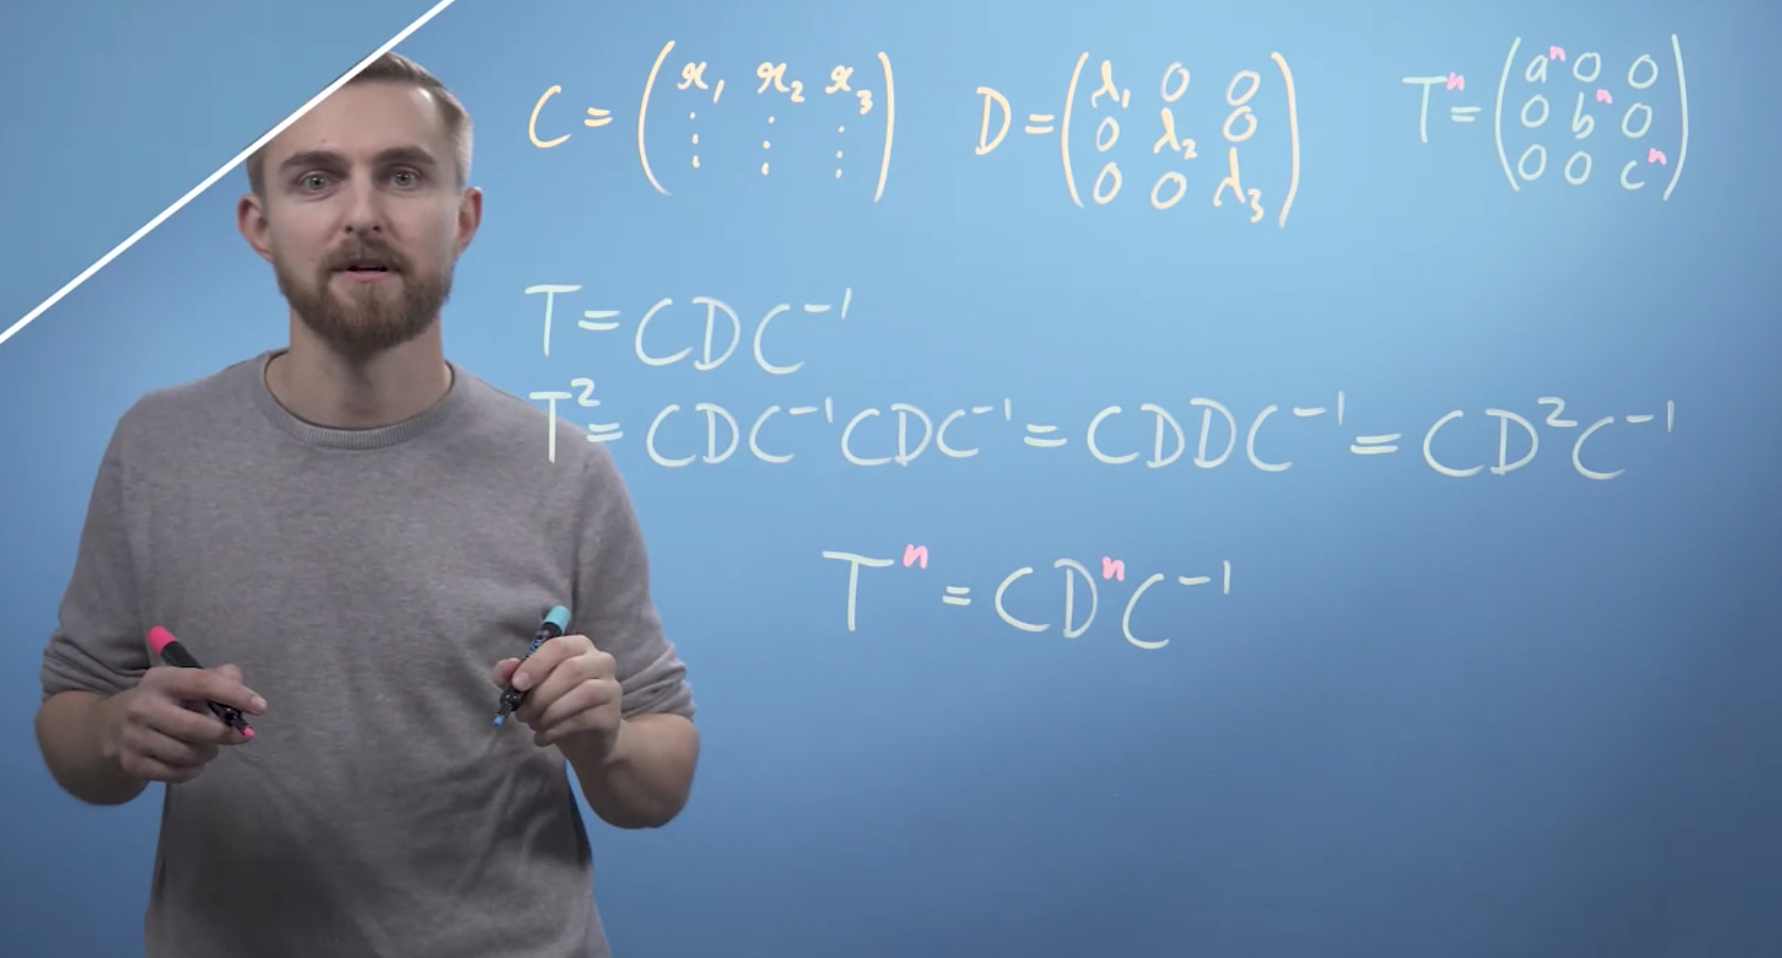 C = ( x₁ x₂ x₃ ⋮ ⋮ ⋮ )
D = ( λ₁ 0 0
0 λ₂ 0
0 0 λ₃ )
Tⁿ = ( aⁿ 0 0
0 bⁿ 0
0 0 cⁿ )
T = CDC⁻¹
T² = CDC⁻¹CDC⁻¹ = CDDC⁻¹ = CD²C⁻¹
Tⁿ = CDⁿC⁻¹